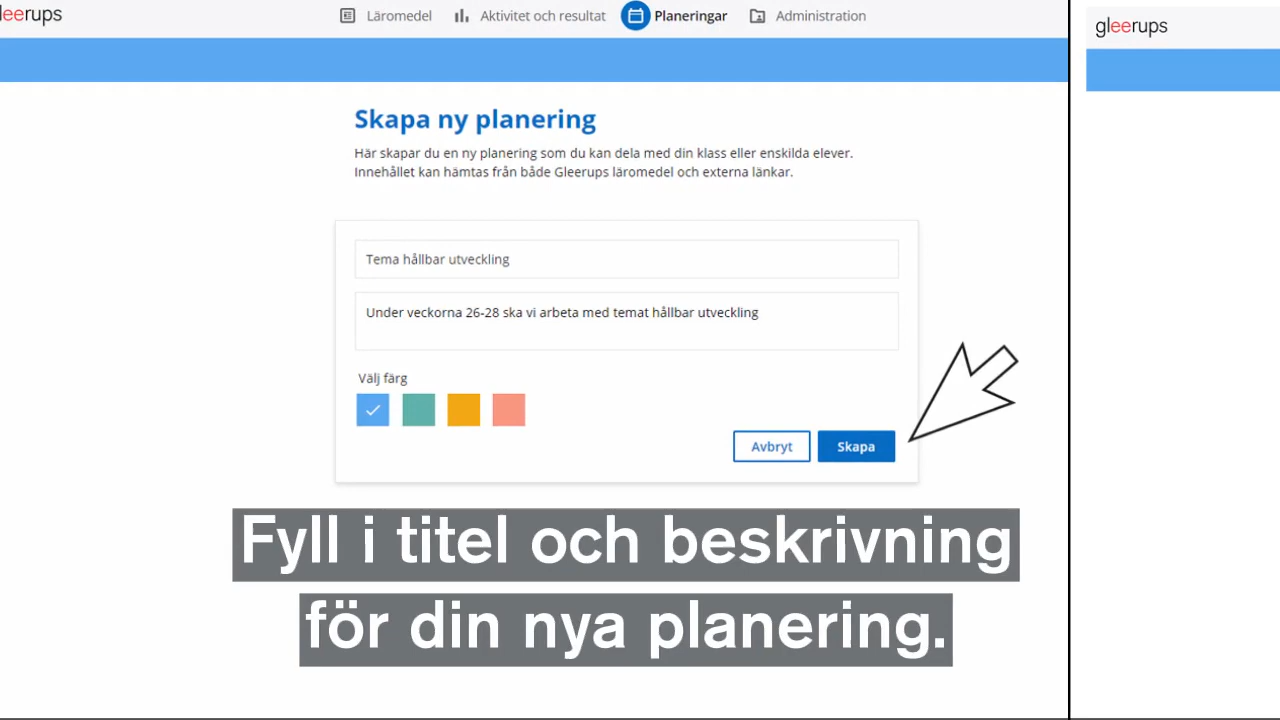 leerups
Läromedel
Aktivitet och resultat
Planeringar
Administration
gleerups
Skapa ny planering
Här skapar du en ny planering som du kan dela med din klass eller enskilda elever.
Innehållet kan hämtas från både Gleerups läromedel och externa länkar.
Tema hållbar utveckling
Under veckorna 26-28 ska vi arbeta med temat hållbar utveckling
Välj färg
Avbryt
Skapa
Fyll i titel och beskrivning
för din nya planering.